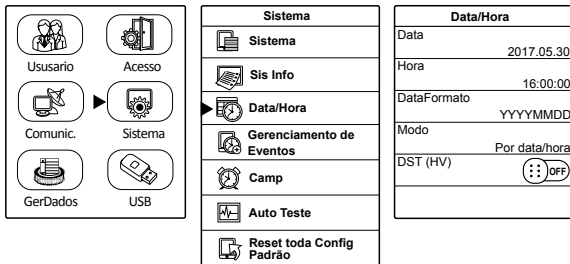 Ususario
Acesso
Comunic.
Sistema
GerDados
USB
Sistema
Sistema
Sis Info
Data/Hora
Gerenciamento de
Eventos
Camp
Auto Teste
Reset toda Config
Padrão
Data/Hora
Data
2017.05.30
Hora
16:00:00
DataFormato
YYYYMMDD
Modo
Por data/hora
DST (HV)
OFF